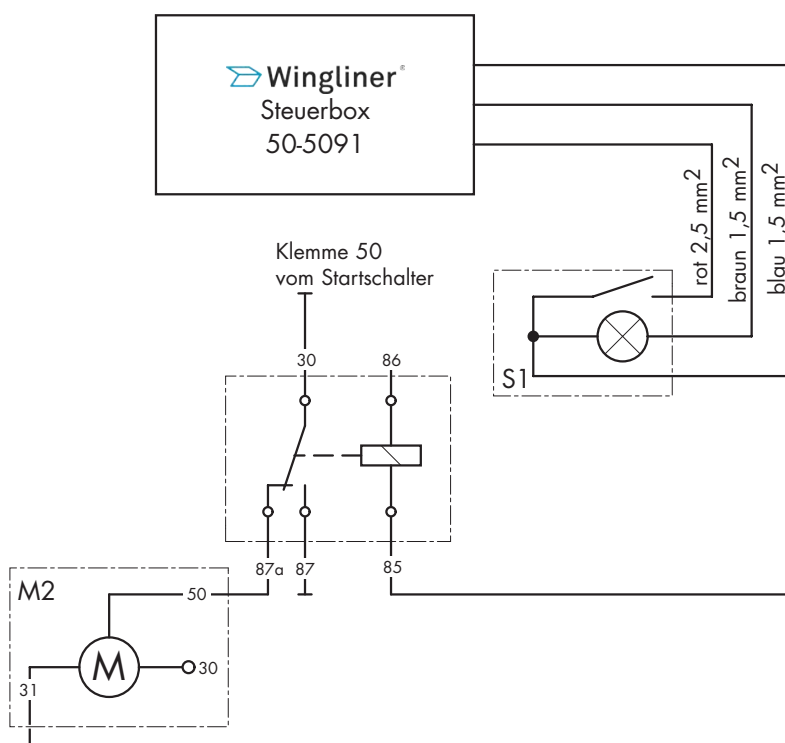 Wingliner®
Steuerbox
50-5091
rot 2,5 mm²
braun 1,5 mm²
blau 1,5 mm²
Klemme 50
vom Startschalter
S1
30
86
87a
87
85
M2
50
M
30
31